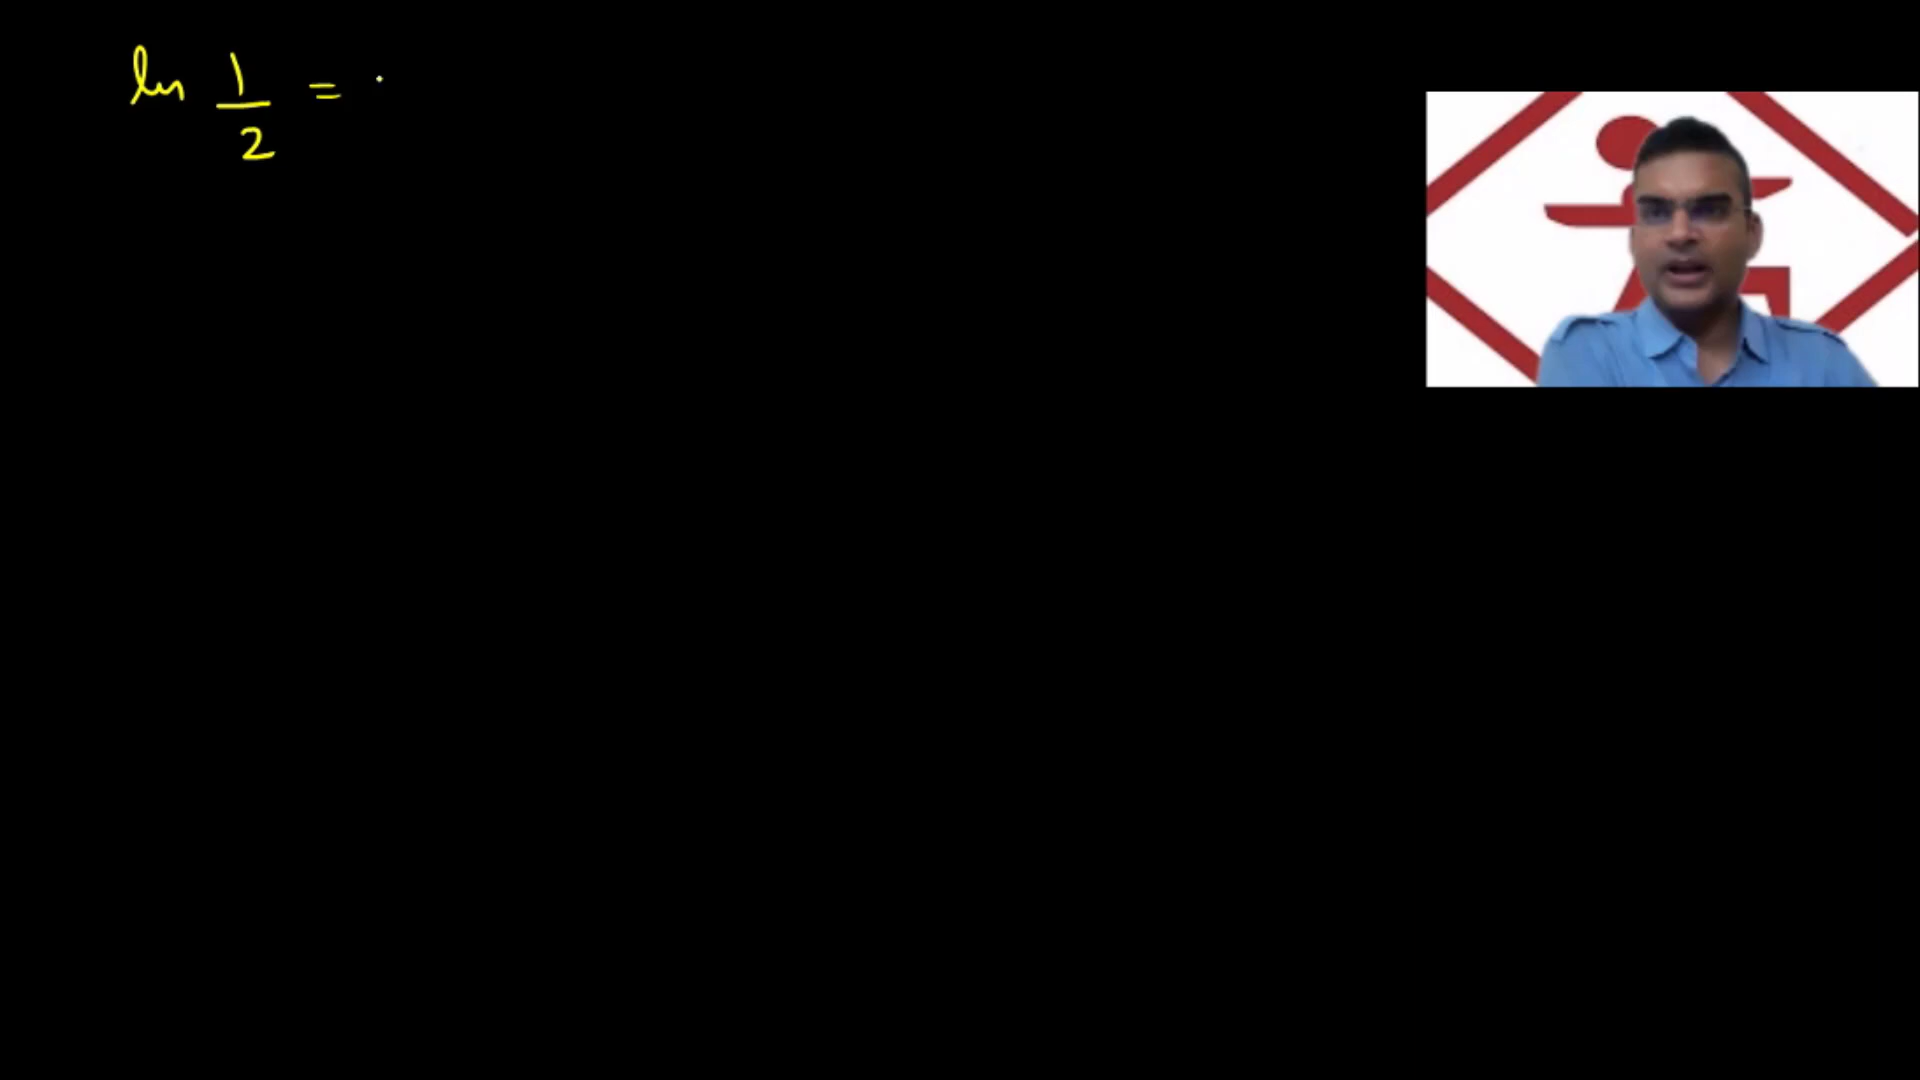 ln 1/2 =